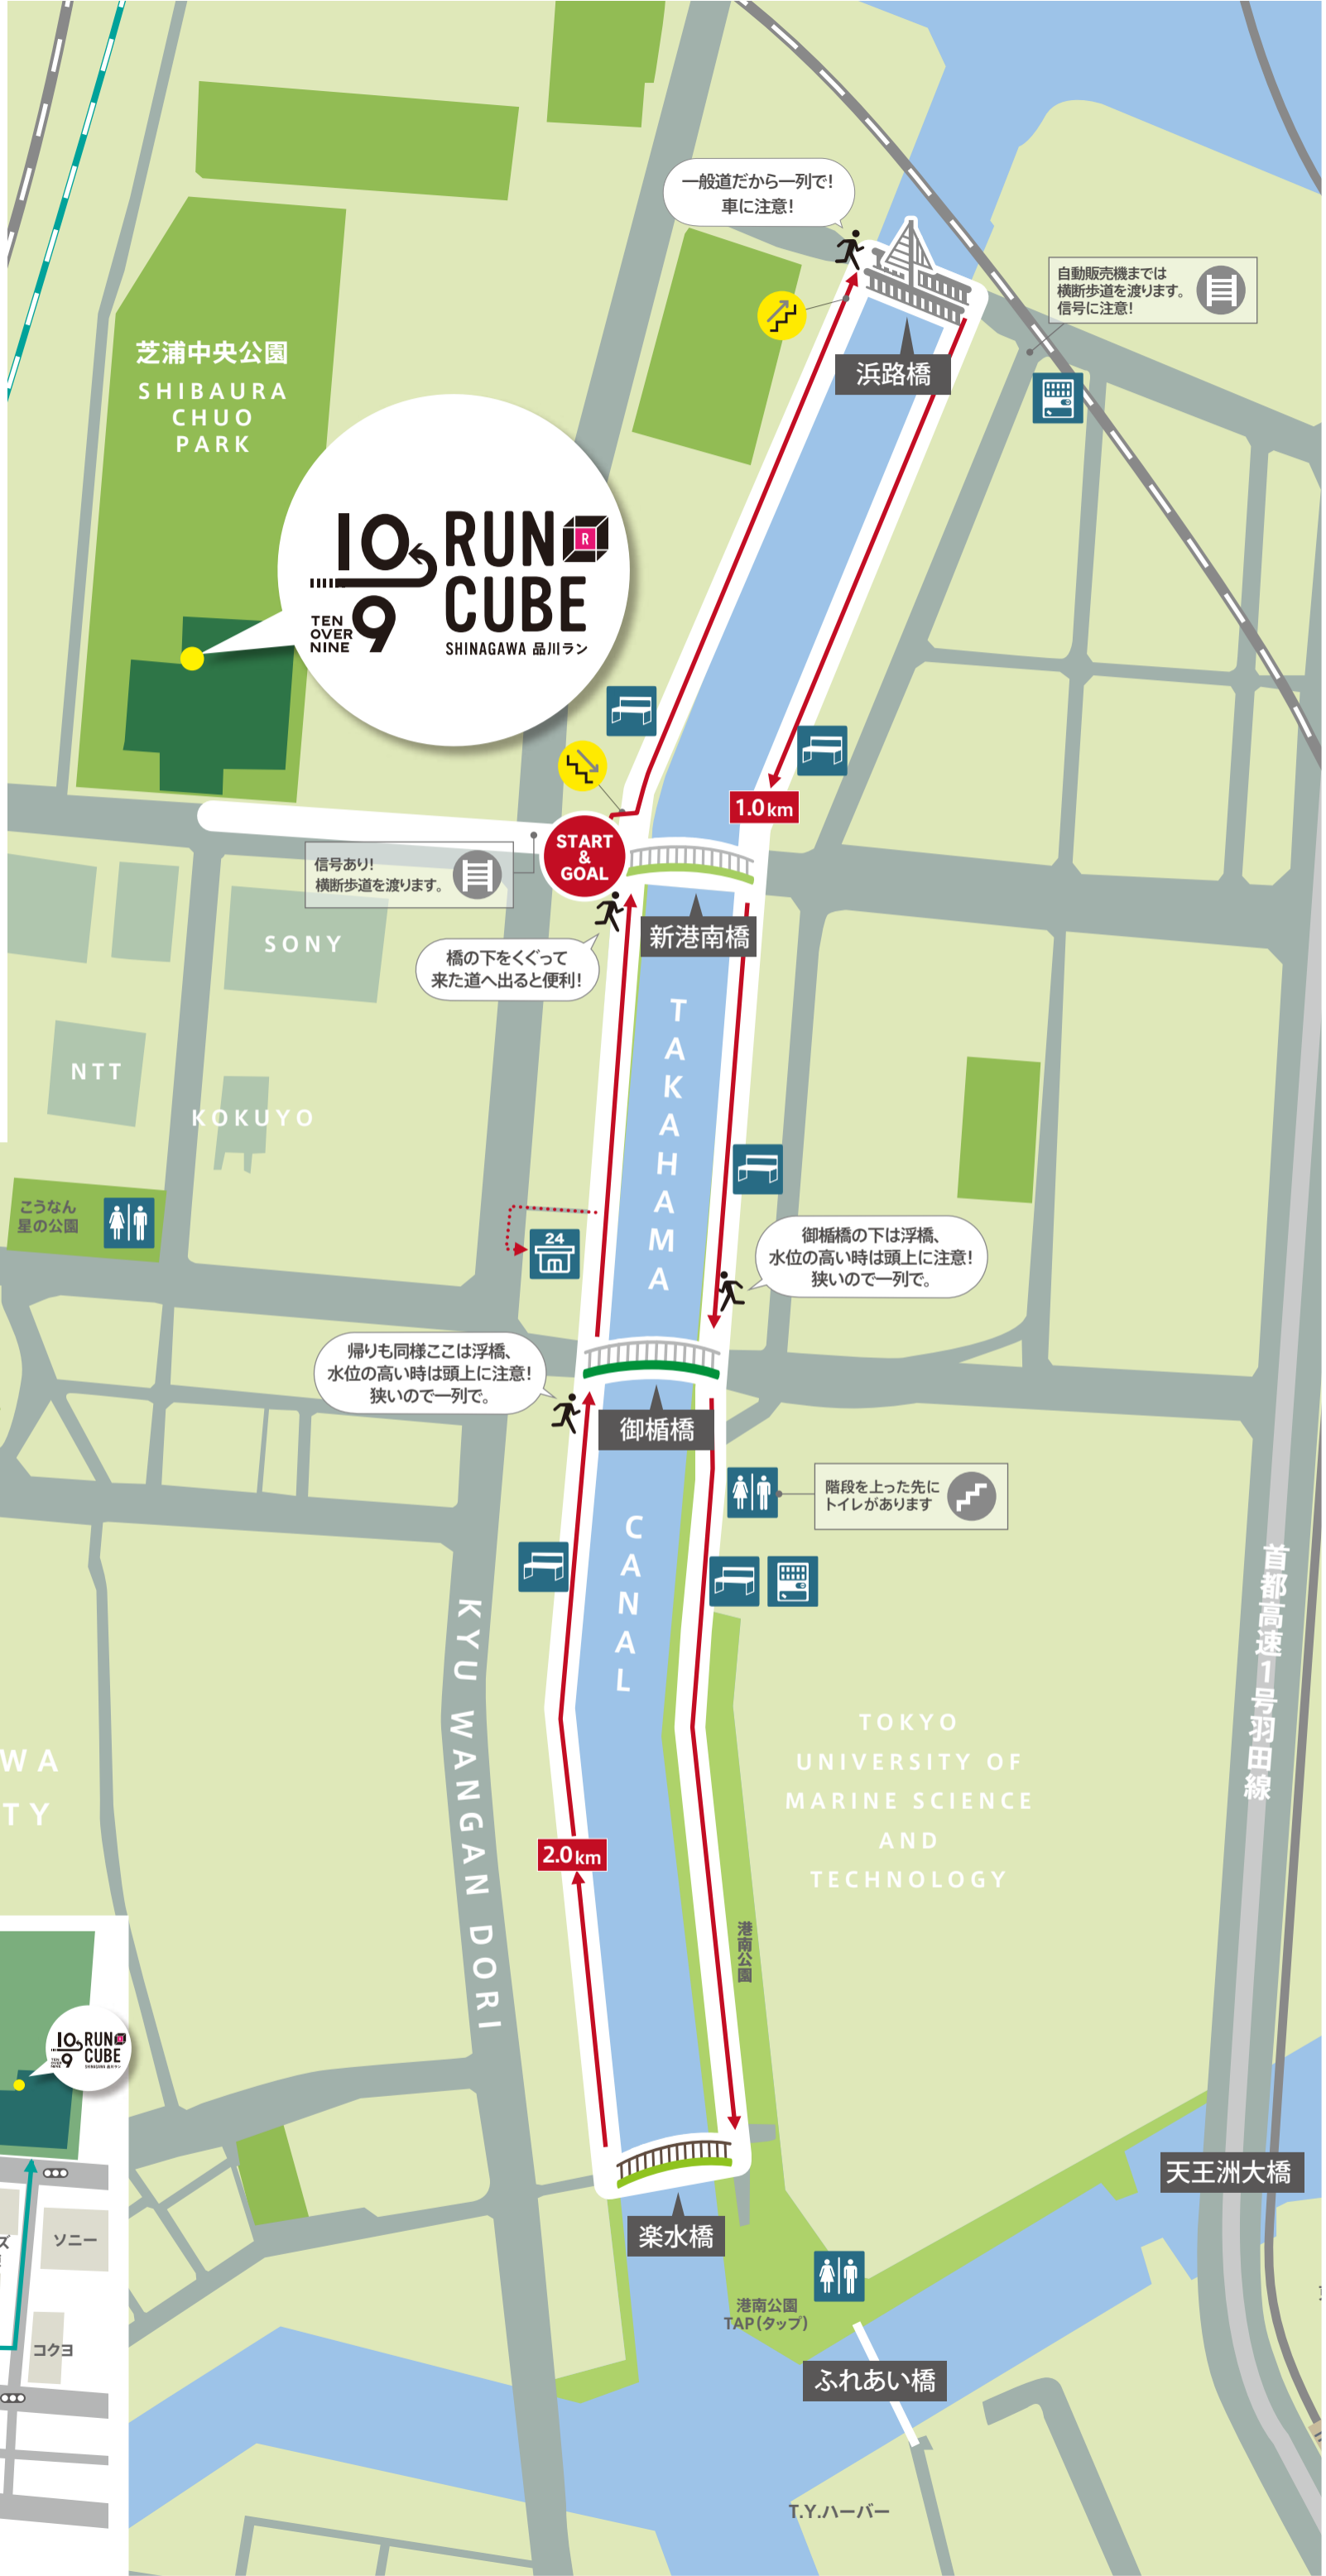 一般道だから一列で!
車に注意!
自動販売機までは
横断歩道を渡ります。
信号に注意!
浜路橋
芝浦中央公園
SHIBAURA
CHUO
PARK
10
9
TEN
OVER
NINE
RUN
R
CUBE
SHINAGAWA 品川ラン
1.0km
START
&
GOAL
信号あり!
横断歩道を渡ります。
新港南橋
橋の下をくぐって
来た道へ出ると便利!
SONY
NTT
KOKUYO
TAKAHAMA
こうなん
星の公園
24
御楯橋の下は浮橋、
水位の高い時は頭上に注意!
狭いので一列で。
帰りも同様ここは浮橋、
水位の高い時は頭上に注意!
狭いので一列で。
御楯橋
階段を上った先に
トイレがあります
CANAL
KYU WANGAN DORI
首都高速1号羽田線
TOKYO
UNIVERSITY OF
MARINE SCIENCE
AND
TECHNOLOGY
WA
TY
2.0km
港南公園
10
9
RUN
CUBE
天王洲大橋
楽水橋
ソニー
ズ
港南公園
TAP(タップ)
コクヨ
ふれあい橋
T.Y.ハーバー